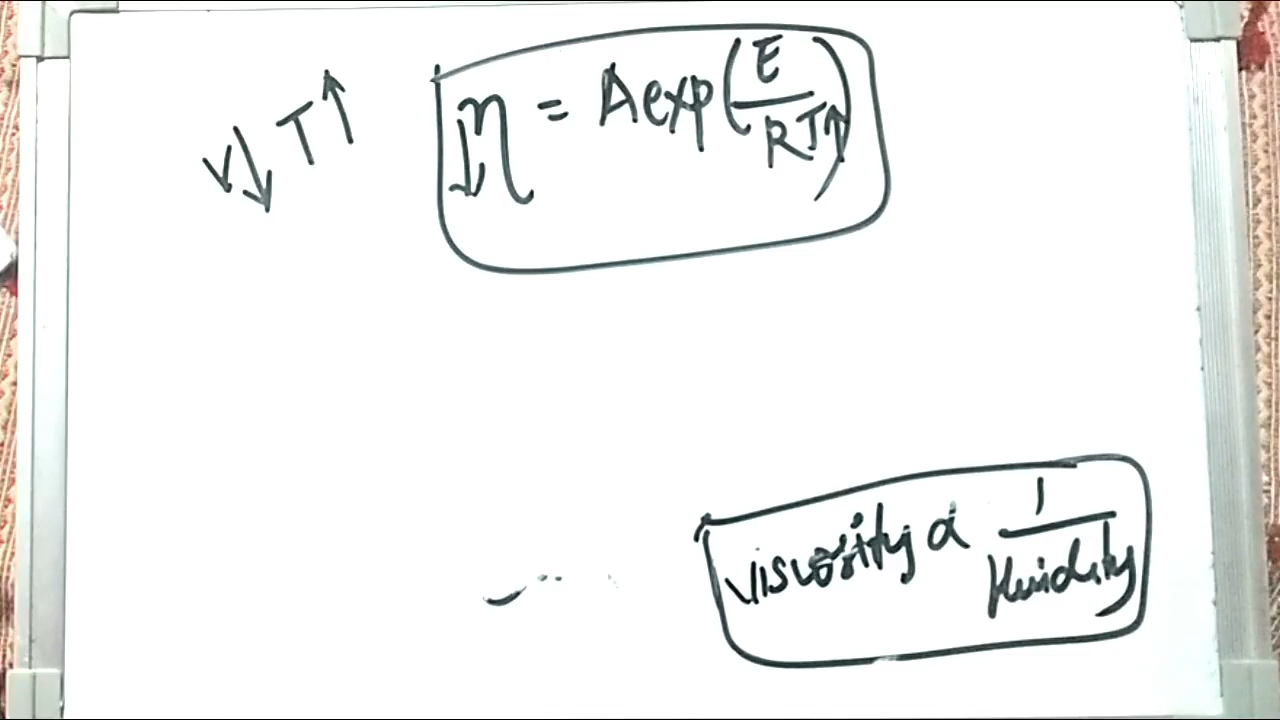 V↓ T↑
↓η = A exp(E/RT↑)
viscosity α 1/fluidity